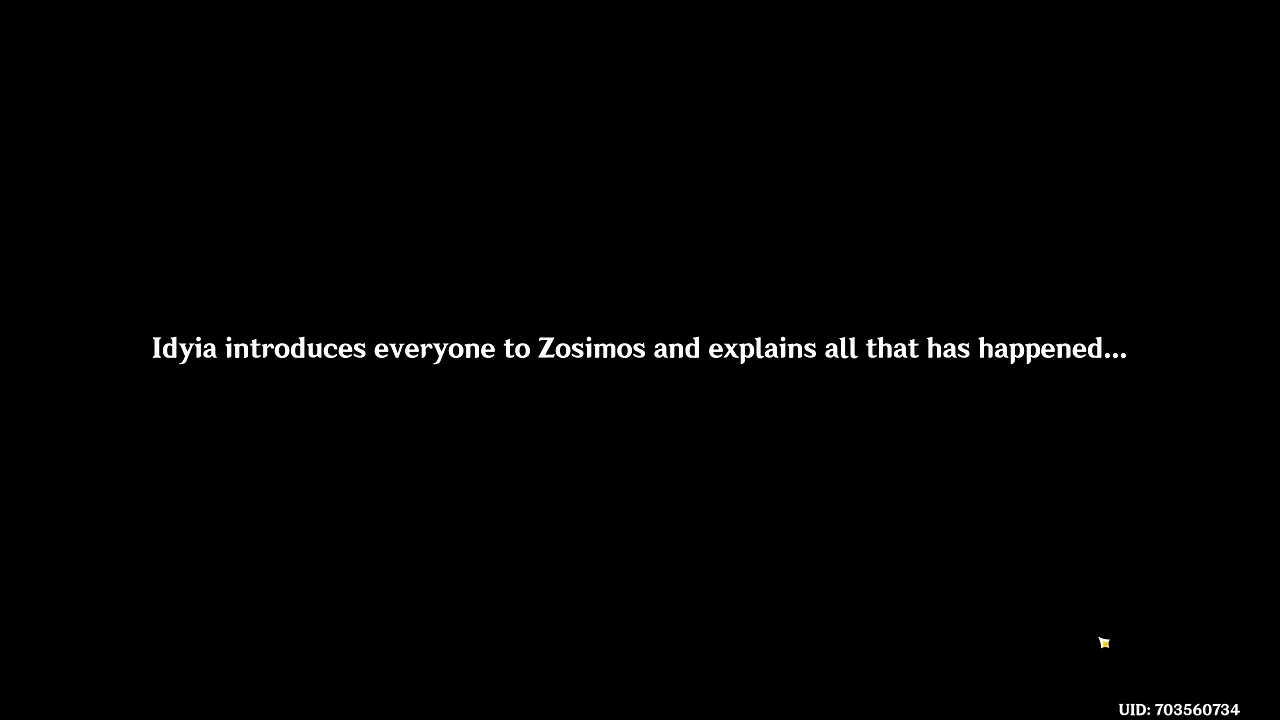 Idyia introduces everyone to Zosimos and explains all that has happened...
UID: 703560734